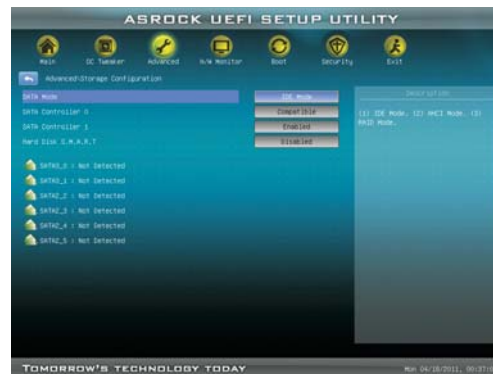 ASROCK UEFI SETUP UTILITY
Main OC Tweaker Advanced H/W Monitor Boot Security Exit
Advanced\Storage Configuration
SATA Mode IDE Mode
SATA Controller 0 Compatible
SATA Controller 1 Enabled
Hard Disk S.M.A.R.T Disabled
Description
(1) IDE Mode. (2) AHCI Mode. (3)
RAID Mode.
SATA3_0 : Not Detected
SATA3_1 : Not Detected
SATA2_2 : Not Detected
SATA2_3 : Not Detected
SATA2_4 : Not Detected
SATA2_5 : Not Detected
TOMORROW'S TECHNOLOGY TODAY
Mon 04/18/2011,